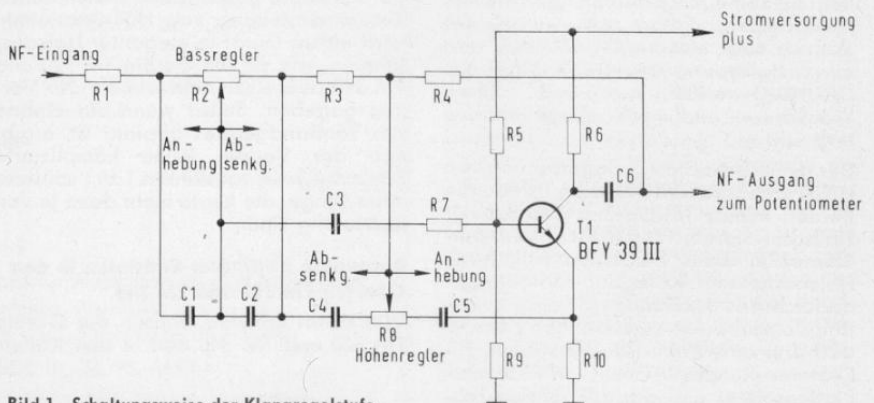 Stromversorgung
plus
NF-Eingang
Bassregler
R1
R2
R3
R4
An-
hebung
Ab-
senkg.
R5
R6
C6
NF-Ausgang
zum Potentiometer
C3
R7
T1
BFY 39 III
Ab-
senkg
An-
hebung
C1
C2
C4
R8
C5
Höhenregler
R9
R10
Bild 1. Schaltungsweise der Klangregelstufe